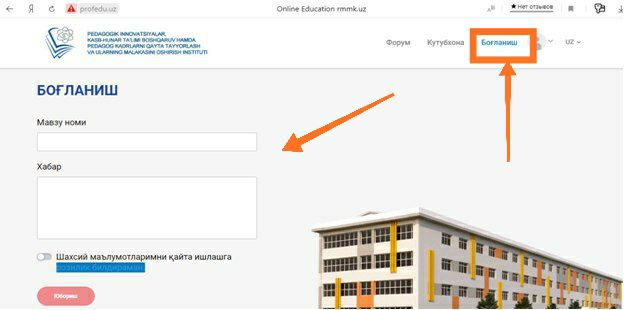 profedu.uz
Online Education rmmk.uz
Нет отзывов
PEDAGOGIK INNOVATSIYALAR,
KASB-HUNAR TA'LIMI BOSHQARUV HAMDA
PEDAGOG KADRLARNI QAYTA TAYYORLASH
VA ULARNING MALAKASINI OSHIRISH INSTITUTI
Форум
Кутубхона
Боғланиш
UZ
БОҒЛАНИШ
Мавзу номи
Хабар
Шахсий маълумотларимни қайта ишлашга
розилик билдираман.
Юбориш